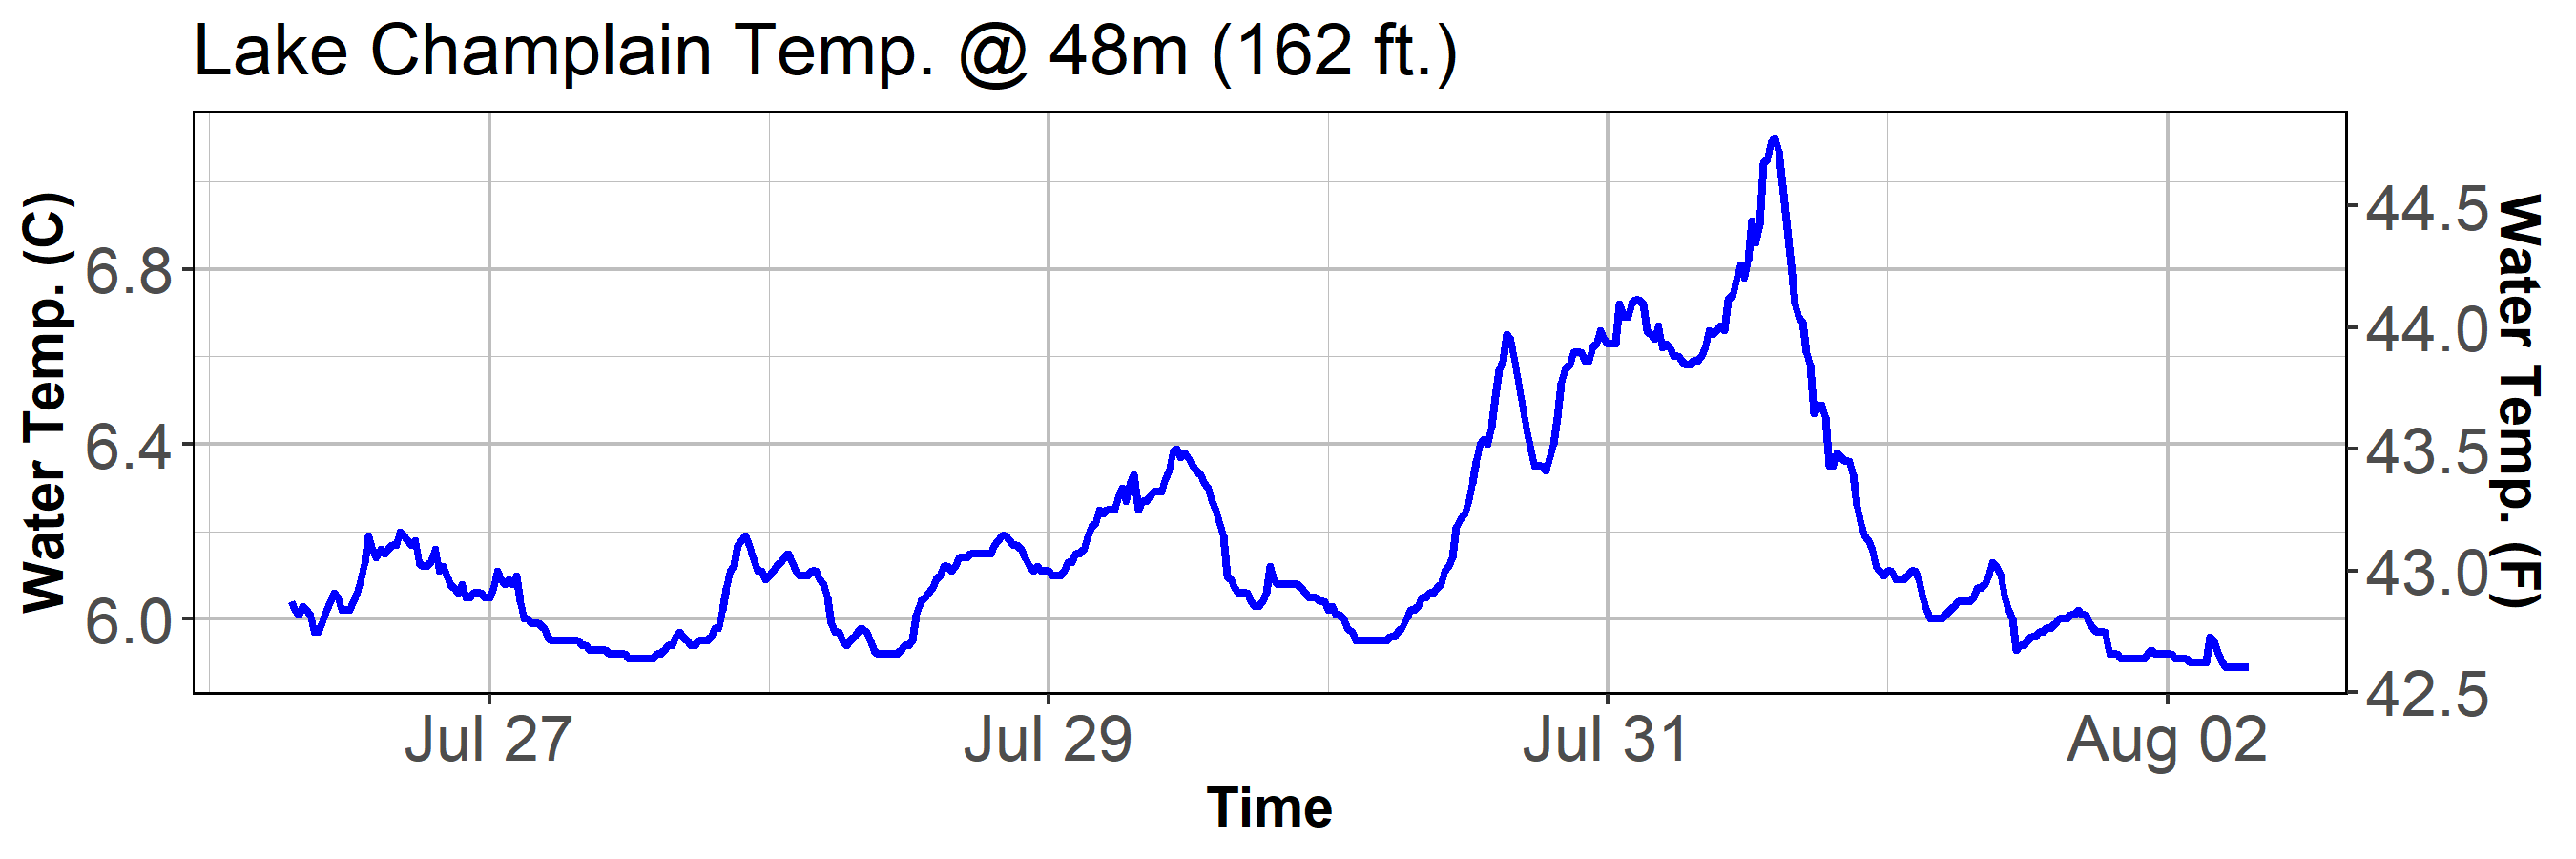 Lake Champlain Temp. @ 48m (162 ft.)
Water Temp. (C)
6.8
6.4
6.0
44.5
44.0
43.5
43.0
42.5
Water Temp. (F)
Jul 27
Jul 29
Jul 31
Aug 02
Time